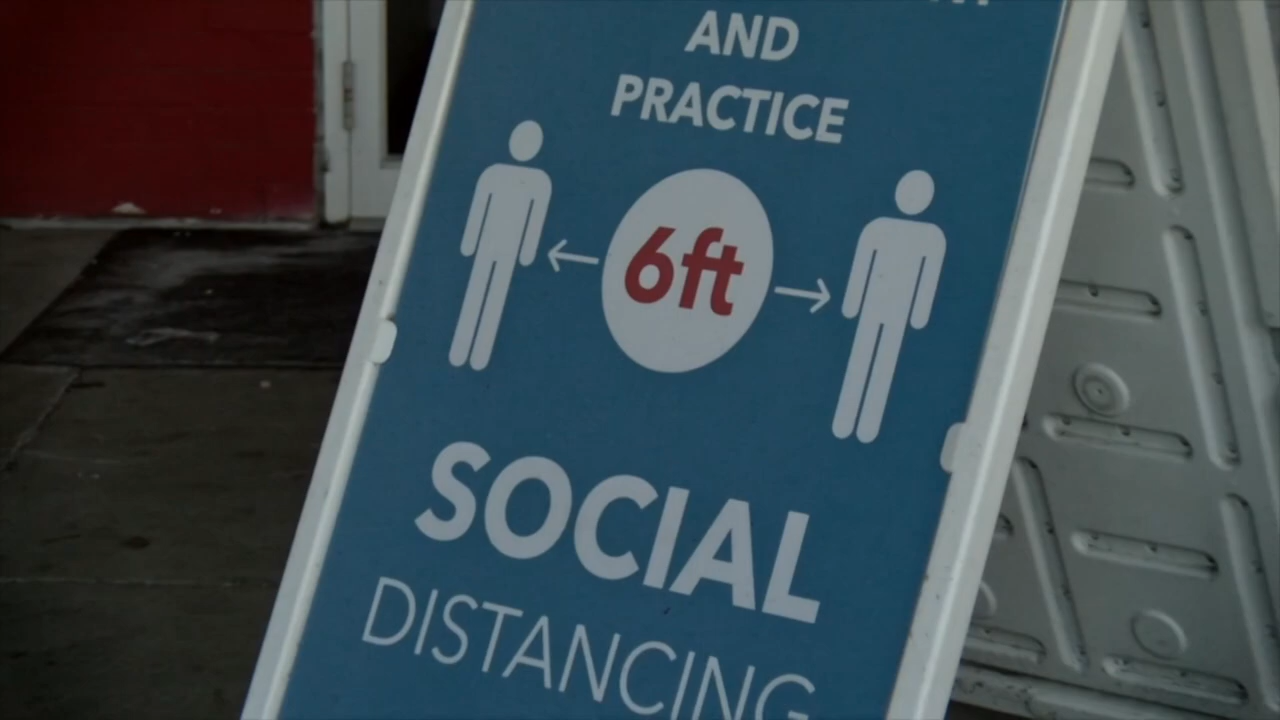 AND
PRACTICE
6ft
SOCIAL
DISTANCING